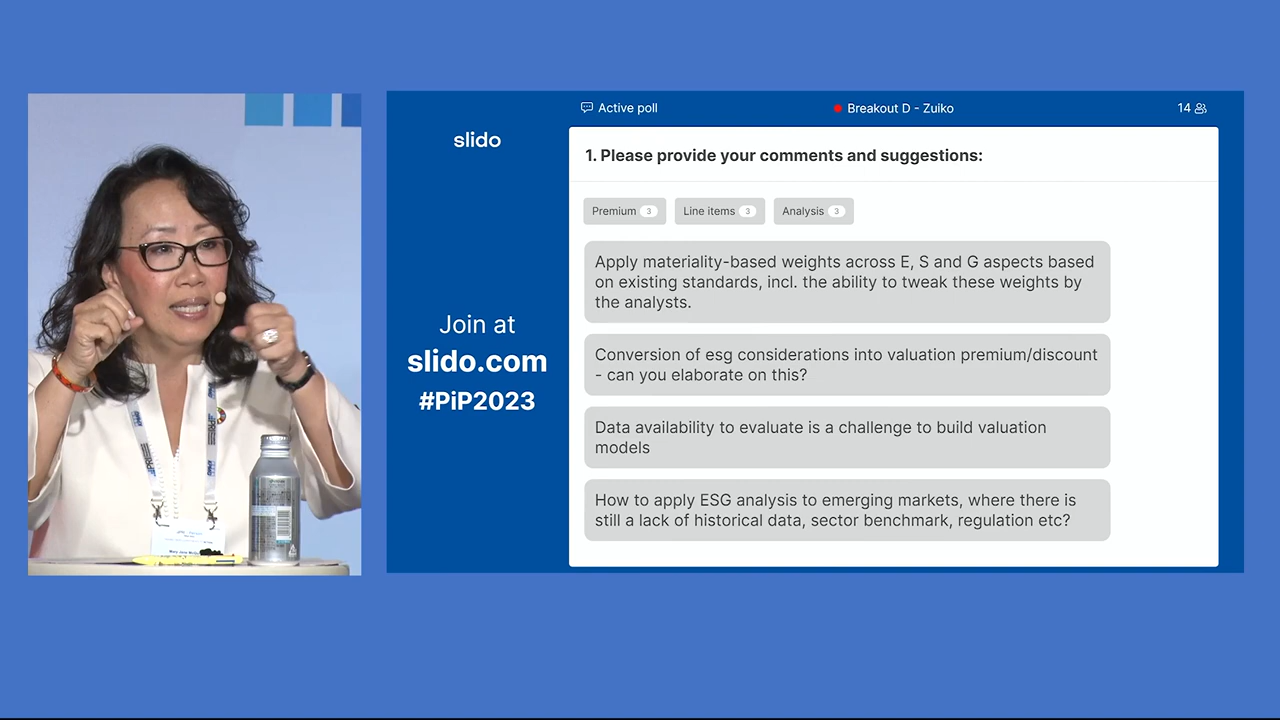 Active poll
Breakout D - Zuiko
14
slido
1. Please provide your comments and suggestions:
Premium 3
Line items 3
Analysis 3
Apply materiality-based weights across E, S and G aspects based
on existing standards, incl. the ability to tweak these weights by
the analysts.
Conversion of esg considerations into valuation premium/discount
- can you elaborate on this?
Data availability to evaluate is a challenge to build valuation
models
How to apply ESG analysis to emerging markets, where there is
still a lack of historical data, sector benchmark, regulation etc?
Join at
slido.com
#PiP2023
PRI